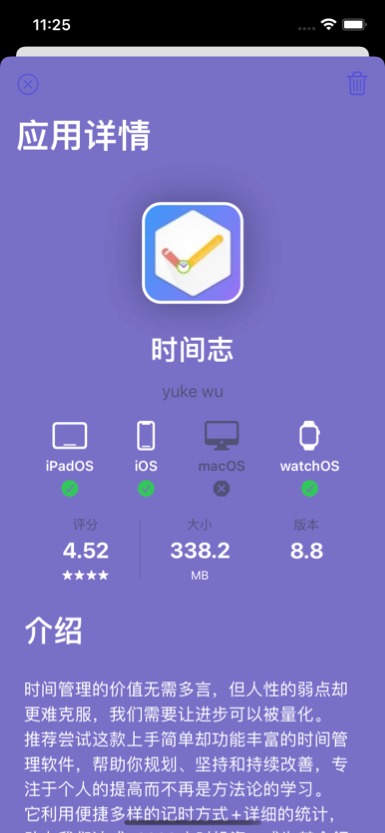 11:25
应用详情
时间志
yuke wu
iPadOS
iOS
macOS
watchOS
评分
大小
版本
4.52
338.2
8.8
★★★★
MB
介绍
时间管理的价值无需多言，但人性的弱点却
更难克服，我们需要让进步可以被量化。
推荐尝试这款上手简单却功能丰富的时间管
理软件，帮助你规划、坚持和持续改善，专
注于个人的提高而不再是方法论的学习。
它利用便捷多样的记时方式+详细的统计，